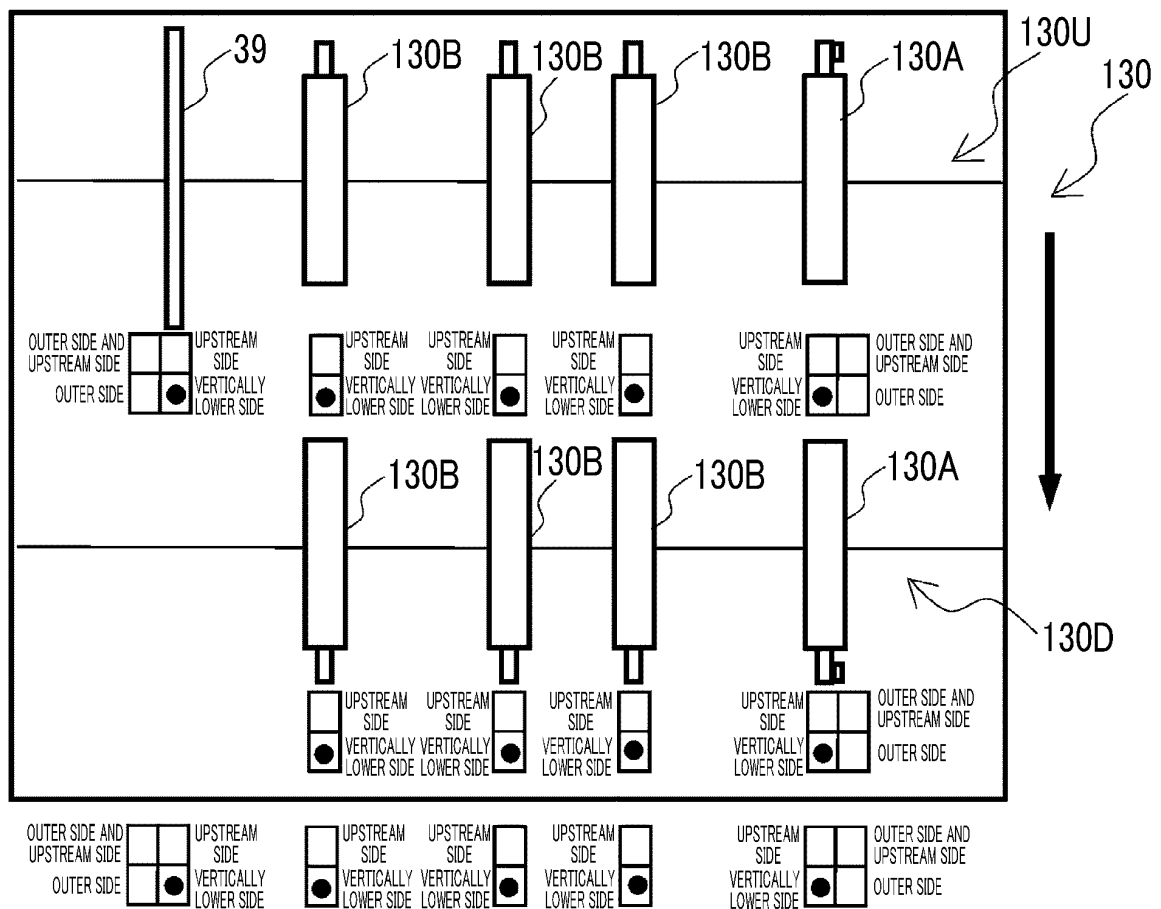 39
130B
130B
130B
130A
130U
130
OUTER SIDE AND
UPSTREAM SIDE
OUTER SIDE
UPSTREAM
SIDE
VERTICALLY
LOWER SIDE
UPSTREAM
SIDE
VERTICALLY
LOWER SIDE
UPSTREAM
SIDE
VERTICALLY
LOWER SIDE
UPSTREAM
SIDE
VERTICALLY
LOWER SIDE
UPSTREAM
SIDE
VERTICALLY
LOWER SIDE
OUTER SIDE AND
UPSTREAM SIDE
OUTER SIDE
130B
130B
130B
130A
130D
UPSTREAM
SIDE
VERTICALLY
LOWER SIDE
UPSTREAM
SIDE
VERTICALLY
LOWER SIDE
UPSTREAM
SIDE
VERTICALLY
LOWER SIDE
UPSTREAM
SIDE
VERTICALLY
LOWER SIDE
OUTER SIDE AND
UPSTREAM SIDE
OUTER SIDE
OUTER SIDE AND
UPSTREAM SIDE
OUTER SIDE
UPSTREAM
SIDE
VERTICALLY
LOWER SIDE
UPSTREAM
SIDE
VERTICALLY
LOWER SIDE
UPSTREAM
SIDE
VERTICALLY
LOWER SIDE
UPSTREAM
SIDE
VERTICALLY
LOWER SIDE
UPSTREAM
SIDE
VERTICALLY
LOWER SIDE
OUTER SIDE AND
UPSTREAM SIDE
OUTER SIDE